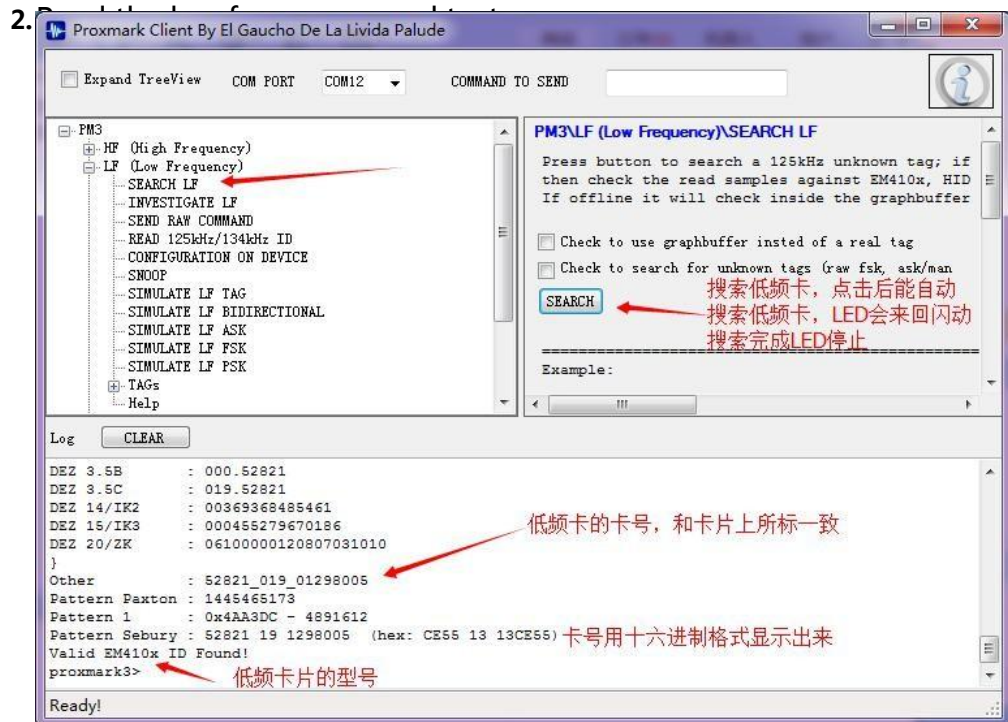 2.
Proxmark Client By El Gaucho De La Livida Palude
Expand TreeView COM PORT COM12 COMMAND TO SEND
PM3
HF (High Frequency)
LF (Low Frequency)
SEARCH LF
INVESTIGATE LF
SEND RAW COMMAND
READ 125kHz/134kHz ID
CONFIGURATION ON DEVICE
SNOOP
SIMULATE LF TAG
SIMULATE LF BIDIRECTIONAL
SIMULATE LF ASK
SIMULATE LF FSK
SIMULATE LF PSK
TAGs
Help
PM3\LF (Low Frequency)\SEARCH LF
Press button to search a 125kHz unknown tag; if
then check the read samples against EM410x, HID
If offline it will check inside the graphbuffer
Check to use graphbuffer insted of a real tag
Check to search for unknown tags (raw fsk, ask/man
SEARCH
搜索低频卡，点击后能自动
搜索低频卡，LED会来回闪动
搜索完成LED停止
Example:
Log CLEAR
DEZ 3.5B : 000.52821
DEZ 3.5C : 019.52821
DEZ 14/IK2 : 00369368485461
DEZ 15/IK3 : 000455279670186
DEZ 20/ZK : 06100000120807031010
}
低频卡的卡号，和卡片上所标一致
Other : 52821_019_01298005
Pattern Paxton : 1445465173
Pattern 1 : 0x4AA3DC - 4891612
Pattern Sebury : 52821 19 1298005 (hex: CE55 13 13CE55) 卡号用十六进制格式显示出来
Valid EM410x ID Found!
proxmark3> 低频卡片的型号
Ready!